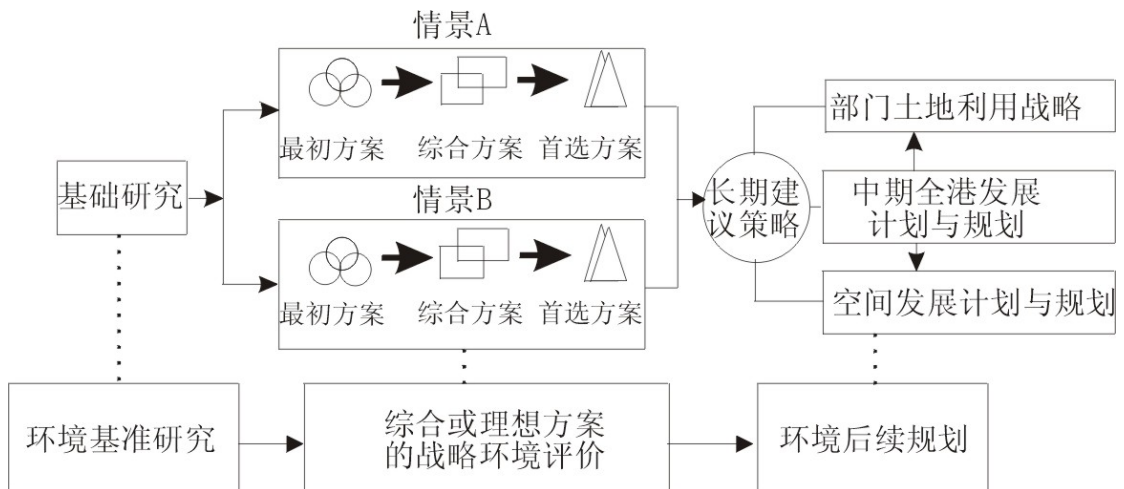 情景A
最初方案
综合方案
首选方案
基础研究
情景B
最初方案
综合方案
首选方案
长期建
议策略
部门土地利用战略
中期全港发展
计划与规划
空间发展计划与规划
环境基准研究
综合或理想方案
的战略环境评价
环境后续规划